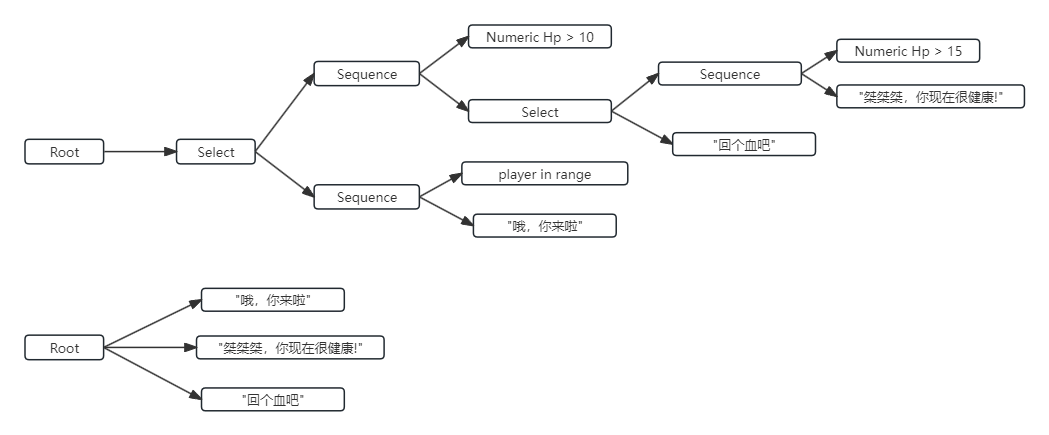 Numeric Hp > 10
Numeric Hp > 15
Sequence
Sequence
"桀桀桀，你现在很健康!"
Select
"回个血吧"
Root
Select
player in range
Sequence
"哦，你来啦"
"哦，你来啦"
Root
"桀桀桀，你现在很健康!"
"回个血吧"